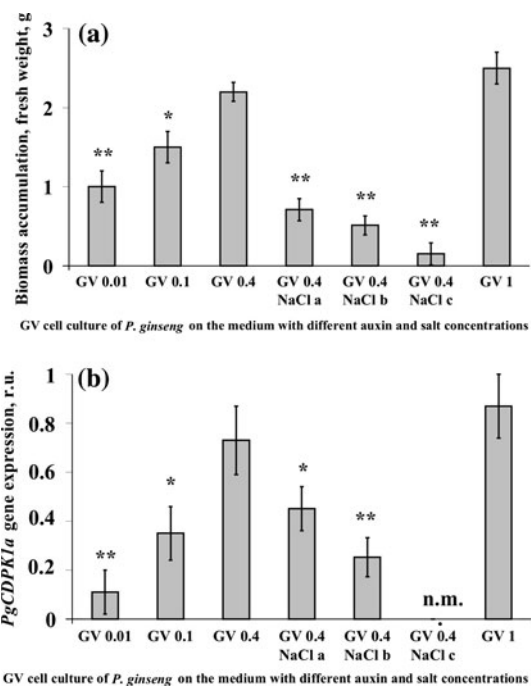 (a)
Biomass accumulation, fresh weight, g
3
2
1
0
**
*
**
**
**
GV 0.01 GV 0.1 GV 0.4 GV 0.4 GV 0.4 GV 0.4 GV 1
NaCl a NaCl b NaCl c
GV cell culture of P. ginseng on the medium with different auxin and salt concentrations
(b)
PgCDPK1a gene expression, r.u.
1
0.8
0.6
0.4
0.2
0
**
*
*
**
n.m.
GV 0.01 GV 0.1 GV 0.4 GV 0.4 GV 0.4 GV 0.4 GV 1
NaCl a NaCl b NaCl c
GV cell culture of P. ginseng on the medium with different auxin and salt concentrations